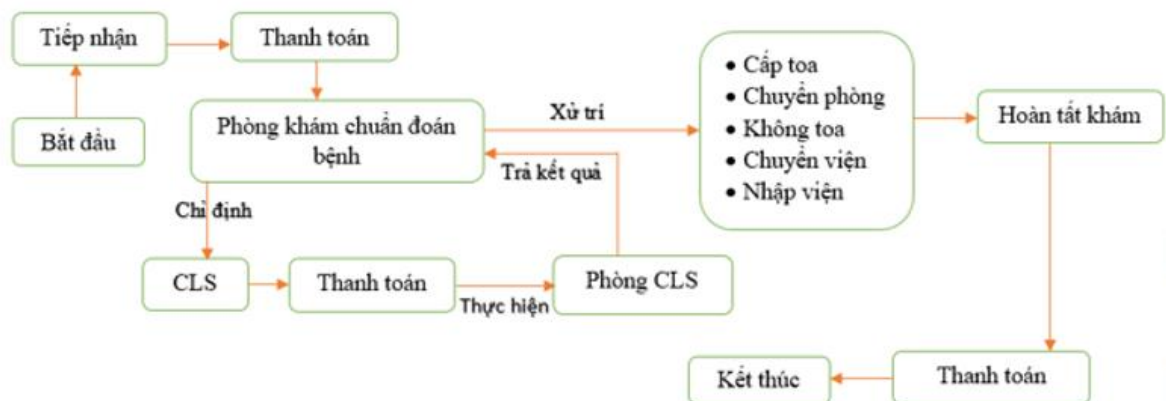 Tiếp nhận
Thanh toán
Bắt đầu
Phòng khám chuẩn đoán
bệnh
Xử trí
• Cấp toa
• Chuyển phòng
• Không toa
• Chuyển viện
• Nhập viện
Hoàn tất khám
Trả kết quả
Chỉ định
CLS
Thanh toán
Thực hiện
Phòng CLS
Kết thúc
Thanh toán